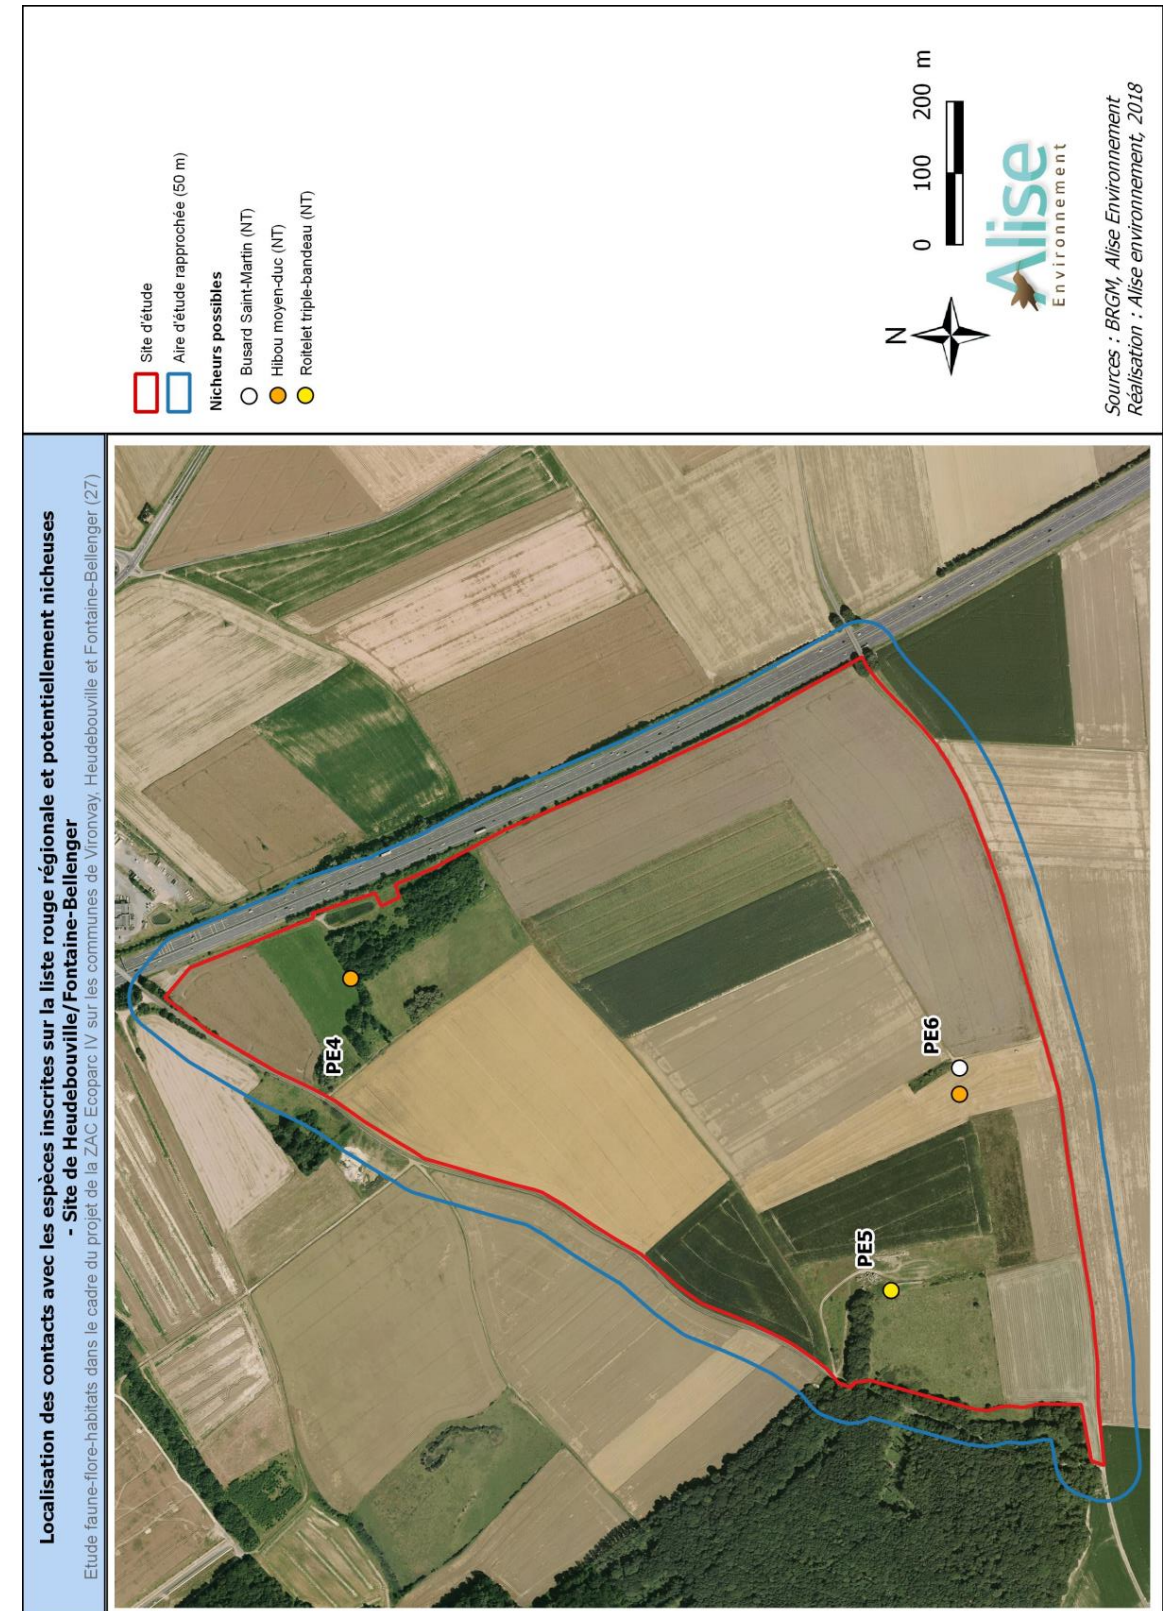 Localisation des contacts avec les espèces inscrites sur la liste rouge régionale et potentiellement nicheuses
- Site de Heudebouville/Fontaine-Bellenger
Etude faune-flore-habitats dans le cadre du projet de la ZAC Ecoparc IV sur les communes de Vironvay, Heudebouville et Fontaine-Bellenger (27)
PE4
PE5
PE6
Site d'étude
Aire d'étude rapprochée (50 m)
Nicheurs possibles
Busard Saint-Martin (NT)
Hibou moyen-duc (NT)
Roitelet triple-bandeau (NT)
N
0 100 200 m
Alise
Environnement
Sources : BRGM, Alise Environnement
Réalisation : Alise environnement, 2018